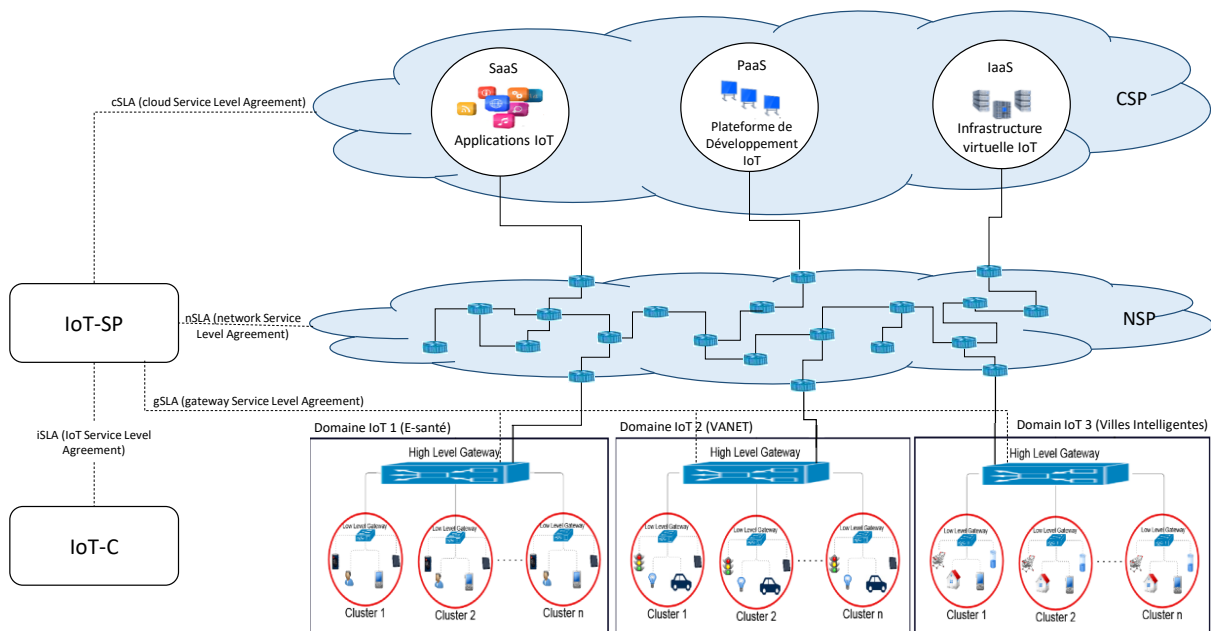 SaaS
Applications IoT
PaaS
Plateforme de
Développement
IoT
IaaS
Infrastructure
virtuelle IoT
CSP
cSLA (cloud Service Level Agreement)
IoT-SP
nSLA (network Service
Level Agreement)
NSP
gSLA (gateway Service Level Agreement)
iSLA (IoT Service Level
Agreement)
IoT-C
Domaine IoT 1 (E-santé)
High Level Gateway
Low Level Gateway
Low Level Gateway
Low Level Gateway
Cluster 1
Cluster 2
Cluster n
Domaine IoT 2 (VANET)
High Level Gateway
Low Level Gateway
Low Level Gateway
Low Level Gateway
Cluster 1
Cluster 2
Cluster n
Domain IoT 3 (Villes Intelligentes)
High Level Gateway
Low Level Gateway
Low Level Gateway
Low Level Gateway
Cluster 1
Cluster 2
Cluster n